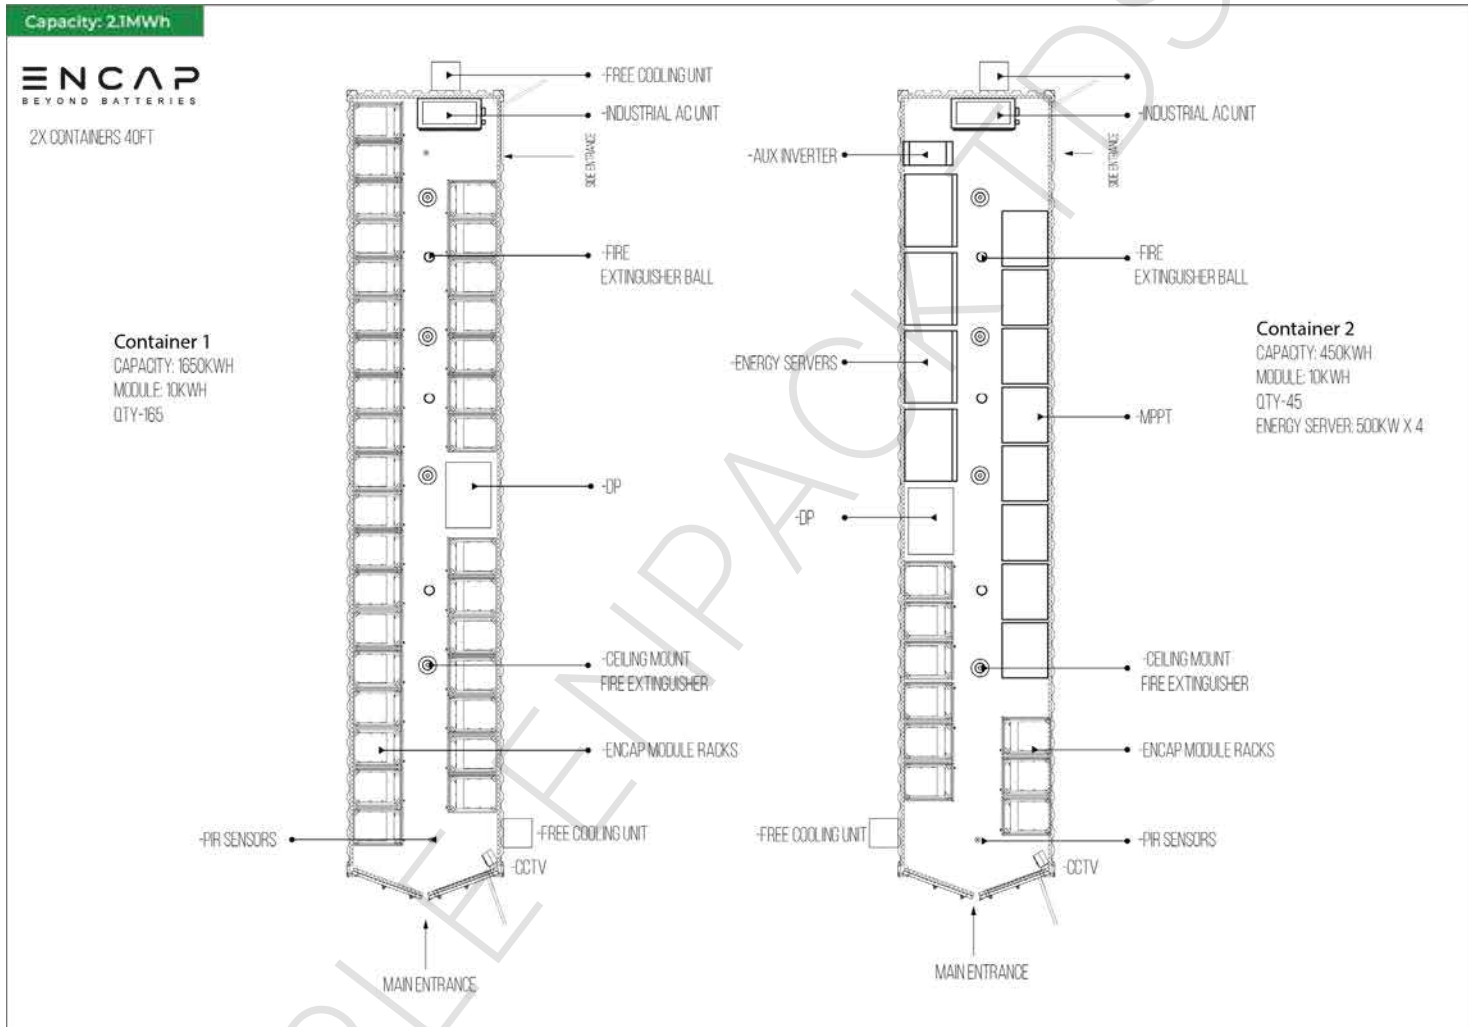 Capacity: 2.1MWh
ENCAP
BEYOND BATTERIES
2X CONTAINERS 40FT
-FREE COOLING UNIT
-INDUSTRIAL AC UNIT
SIDE ENTRANCE
-FIRE
EXTINGUISHER BALL
Container 1
CAPACITY: 1650KWH
MODULE: 10KWH
QTY-165
-DP
-CEILING MOUNT
FIRE EXTINGUISHER
-ENCAP MODULE RACKS
-PIR SENSORS
-FREE COOLING UNIT
-CCTV
MAIN ENTRANCE
-INDUSTRIAL AC UNIT
-AUX INVERTER
SIDE ENTRANCE
-FIRE
EXTINGUISHER BALL
-ENERGY SERVERS
Container 2
CAPACITY: 450KWH
MODULE: 10KWH
QTY-45
ENERGY SERVER: 500KW X 4
-MPPT
-DP
-CEILING MOUNT
FIRE EXTINGUISHER
-ENCAP MODULE RACKS
-FREE COOLING UNIT
-PIR SENSORS
-CCTV
MAIN ENTRANCE